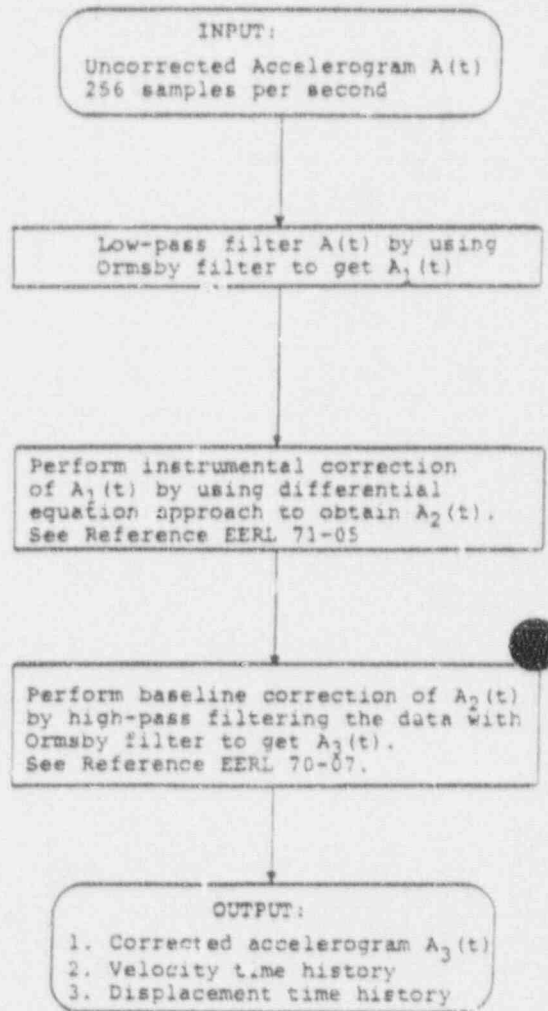 INPUT:
Uncorrected Accelerogram A(t)
256 samples per second
Low-pass filter A(t) by using
Ormsby filter to get A₁(t)
Perform instrumental correction
of A₁(t) by using differential
equation approach to obtain A₂(t).
See Reference EERL 71-05
Perform baseline correction of A₂(t)
by high-pass filtering the data with
Ormsby filter to get A₃(t).
See Reference EERL 70-07.
OUTPUT:
1. Corrected accelerogram A₃(t)
2. Velocity time history
3. Displacement time history